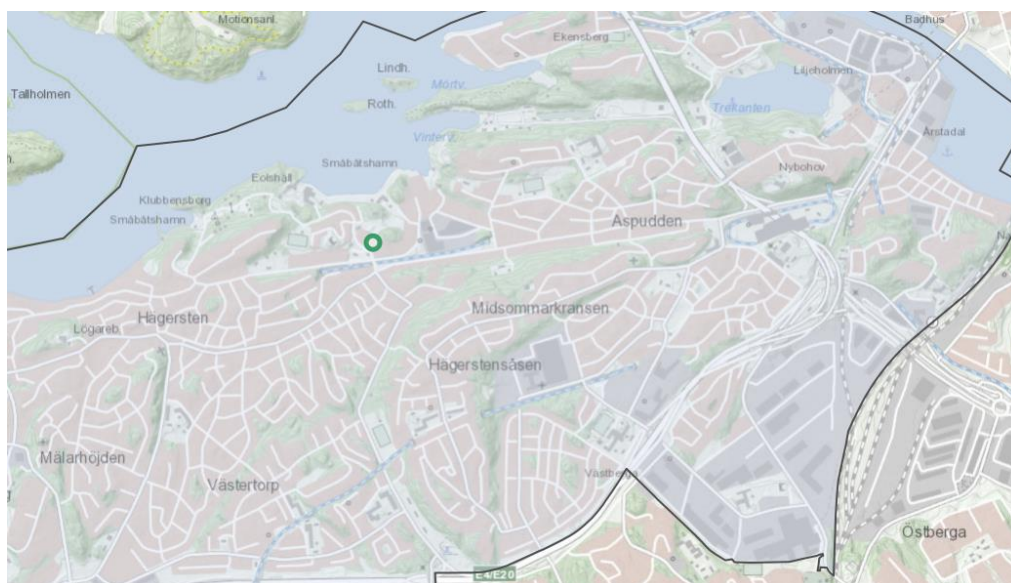 Motionsanl.
Badhus
Ekensberg
Lindh.
Liljeholmen
Tallholmen
Mörtv.
Roth.
Trekanten
Årstadal
Vinterv.
Småbåtshamn
Nybohov
Eolshäll
Klubbensborg
Småbåtshamn
Aspudden
Midsommarkransen
Hägersten
Lögareb.
Hägerstensåsen
Mälarhöjden
Västberga
Västertorp
Östberga
E4/E20